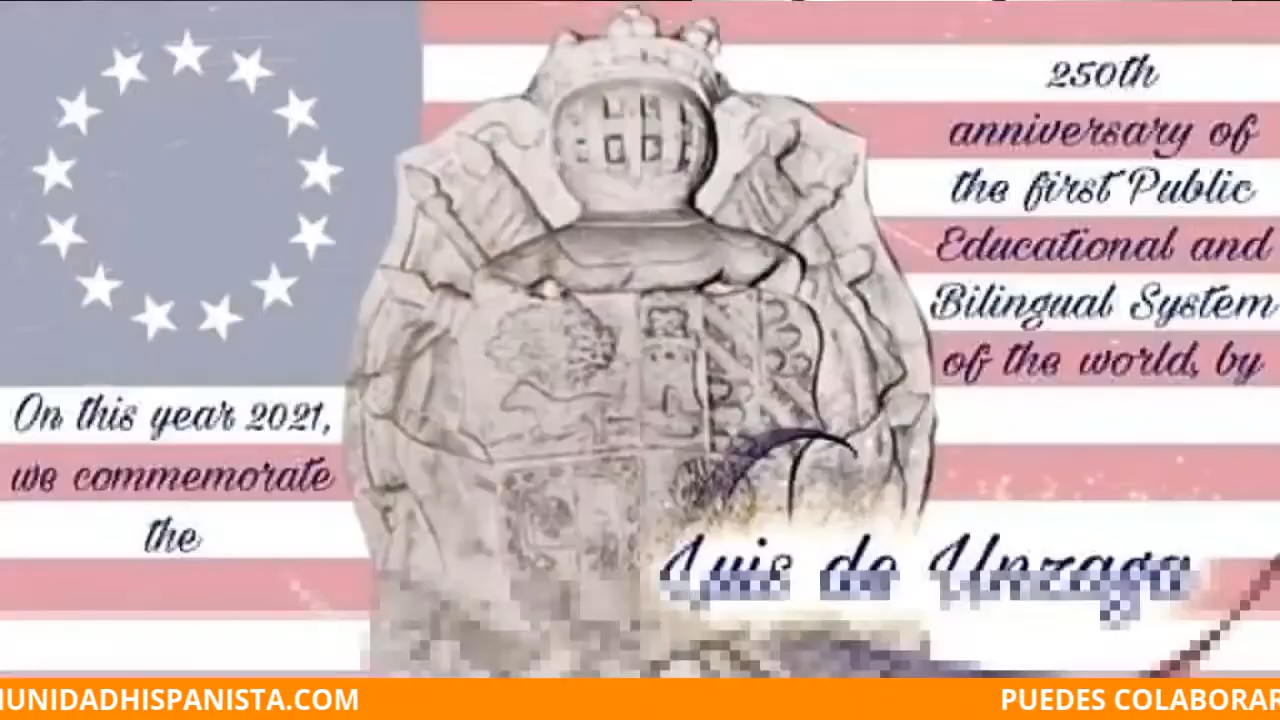 On this year 2021,
we commemorate
the
250th
anniversary of
the first Public
Educational and
Bilingual System
of the world, by
Luis de Unzaga
MUNIDADHISPANISTA.COM
PUEDES COLABORAR